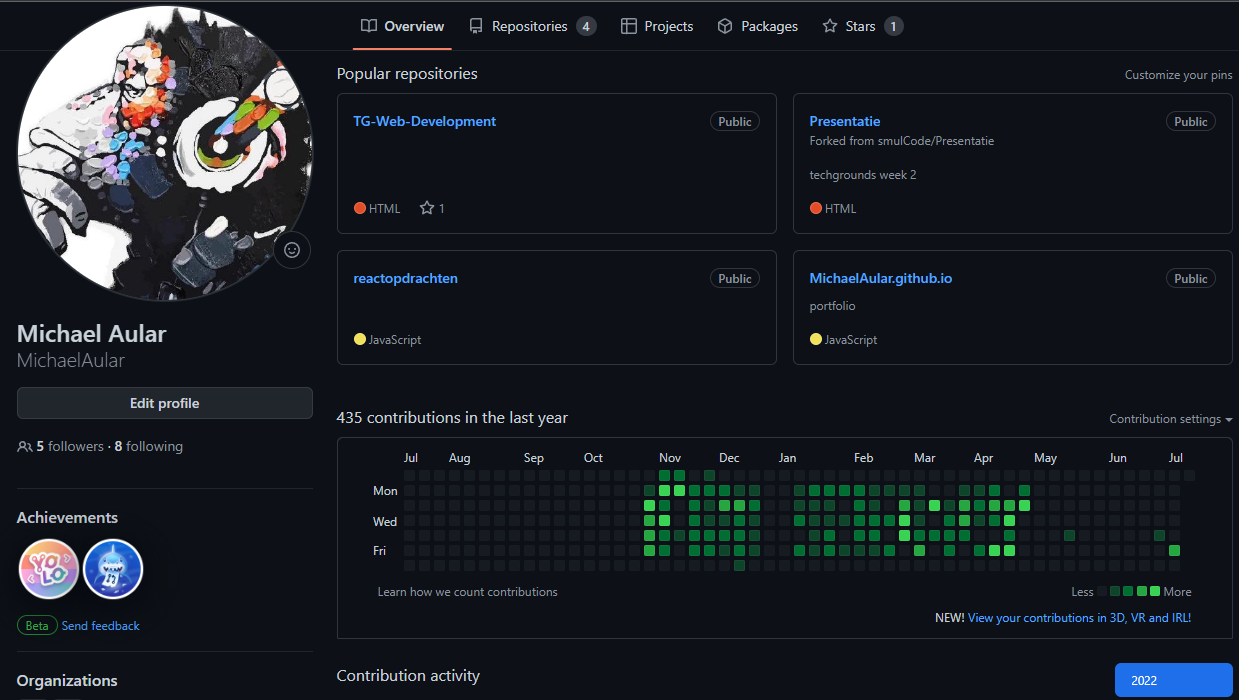 Overview
Repositories 4
Projects
Packages
Stars 1
Popular repositories
Customize your pins
TG-Web-Development
Public
HTML
1
Presentatie
Public
Forked from smulCode/Presentatie
techgrounds week 2
HTML
reactopdrachten
Public
JavaScript
MichaelAular.github.io
Public
portfolio
JavaScript
Michael Aular
MichaelAular
Edit profile
5 followers · 8 following
Achievements
YOLO
Beta Send feedback
Organizations
435 contributions in the last year
Contribution settings
Jul Aug Sep Oct Nov Dec Jan Feb Mar Apr May Jun Jul
Mon
Wed
Fri
Learn how we count contributions
Less More
NEW! View your contributions in 3D, VR and IRL!
Contribution activity
2022